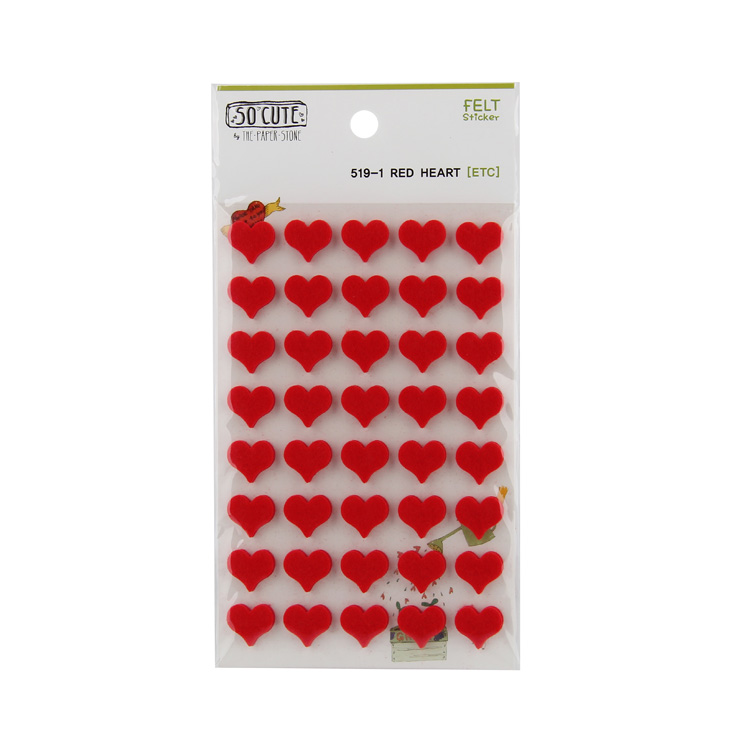 SO CUTE
by THE·PAPER·STONE
FELT
Sticker
519-1 RED HEART [ETC]